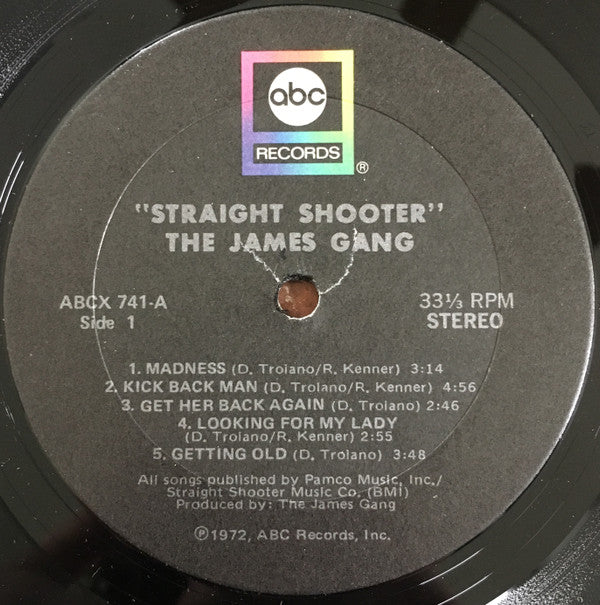 abc
RECORDS
®
"STRAIGHT SHOOTER"
THE JAMES GANG
ABCX 741-A
Side 1
33⅓ RPM
STEREO
1. MADNESS (D. Troiano/R. Kenner) 3:14
2. KICK BACK MAN (D. Troiano/R. Kenner) 4:56
3. GET HER BACK AGAIN (D. Troiano) 2:46
4. LOOKING FOR MY LADY
(D. Troiano/R. Kenner) 2:55
5. GETTING OLD (D. Troiano) 3:48
All songs published by Pamco Music, Inc./
Straight Shooter Music Co. (BMI)
Produced by: The James Gang
℗1972, ABC Records, Inc.